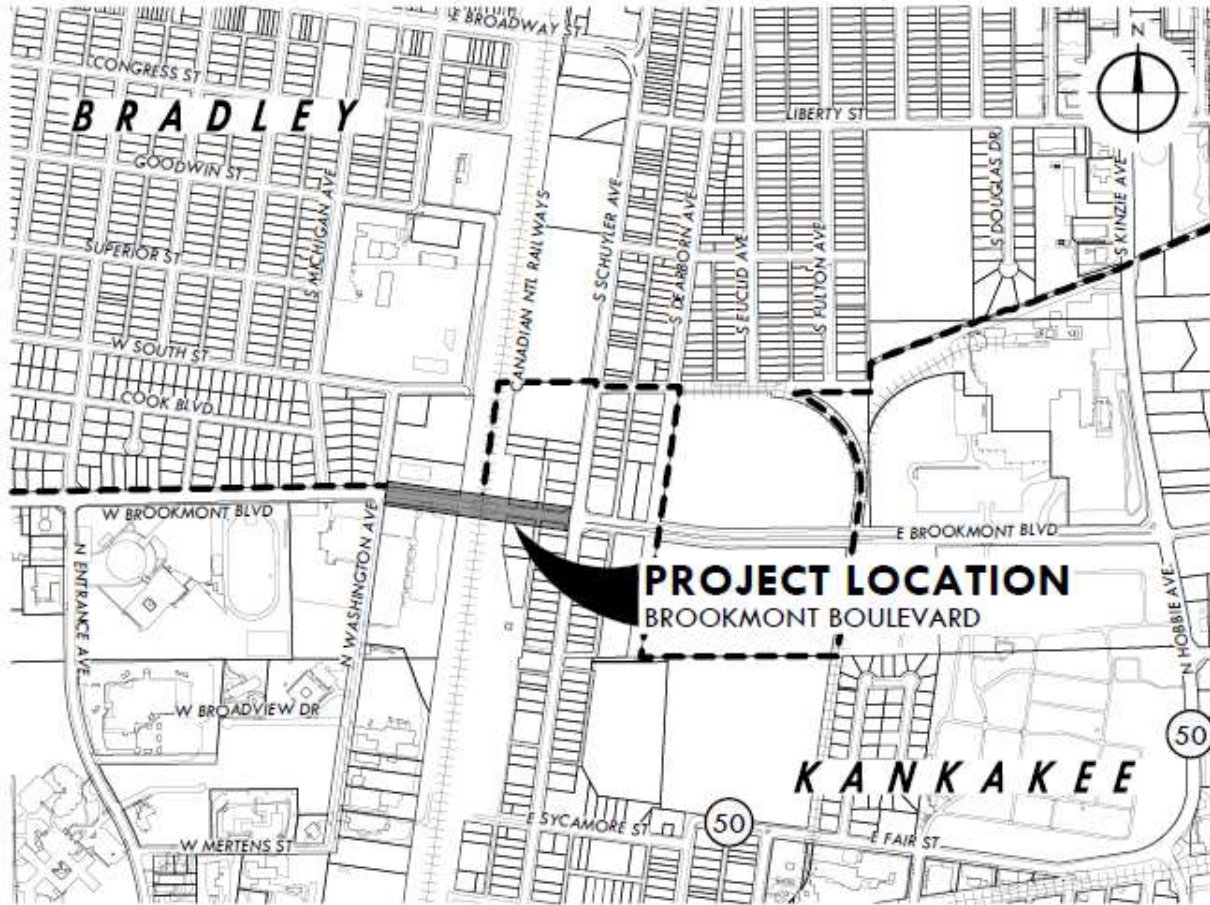 E BROADWAY ST
N
CONGRESS ST
BRADLEY
LIBERTY ST
GOODWIN ST
S MICHIGAN AVE
CANADIAN NTL RAILWAYS
S SCHUYLER AVE
S DEARBORN AVE
S EUCLID AVE
S FULTON AVE
S DOUGLAS DR
S KINZIE AVE
SUPERIOR ST
W SOUTH ST
COOK BLVD
W BROOKMONT BLVD
E BROOKMONT BLVD
N ENTRANCE AVE
N WASHINGTON AVE
PROJECT LOCATION
BROOKMONT BOULEVARD
N HOBBIE AVE.
W BROADVIEW DR
50
KANKAKEE
E SYCAMORE ST
50
E FAIR ST
W MERTENS ST